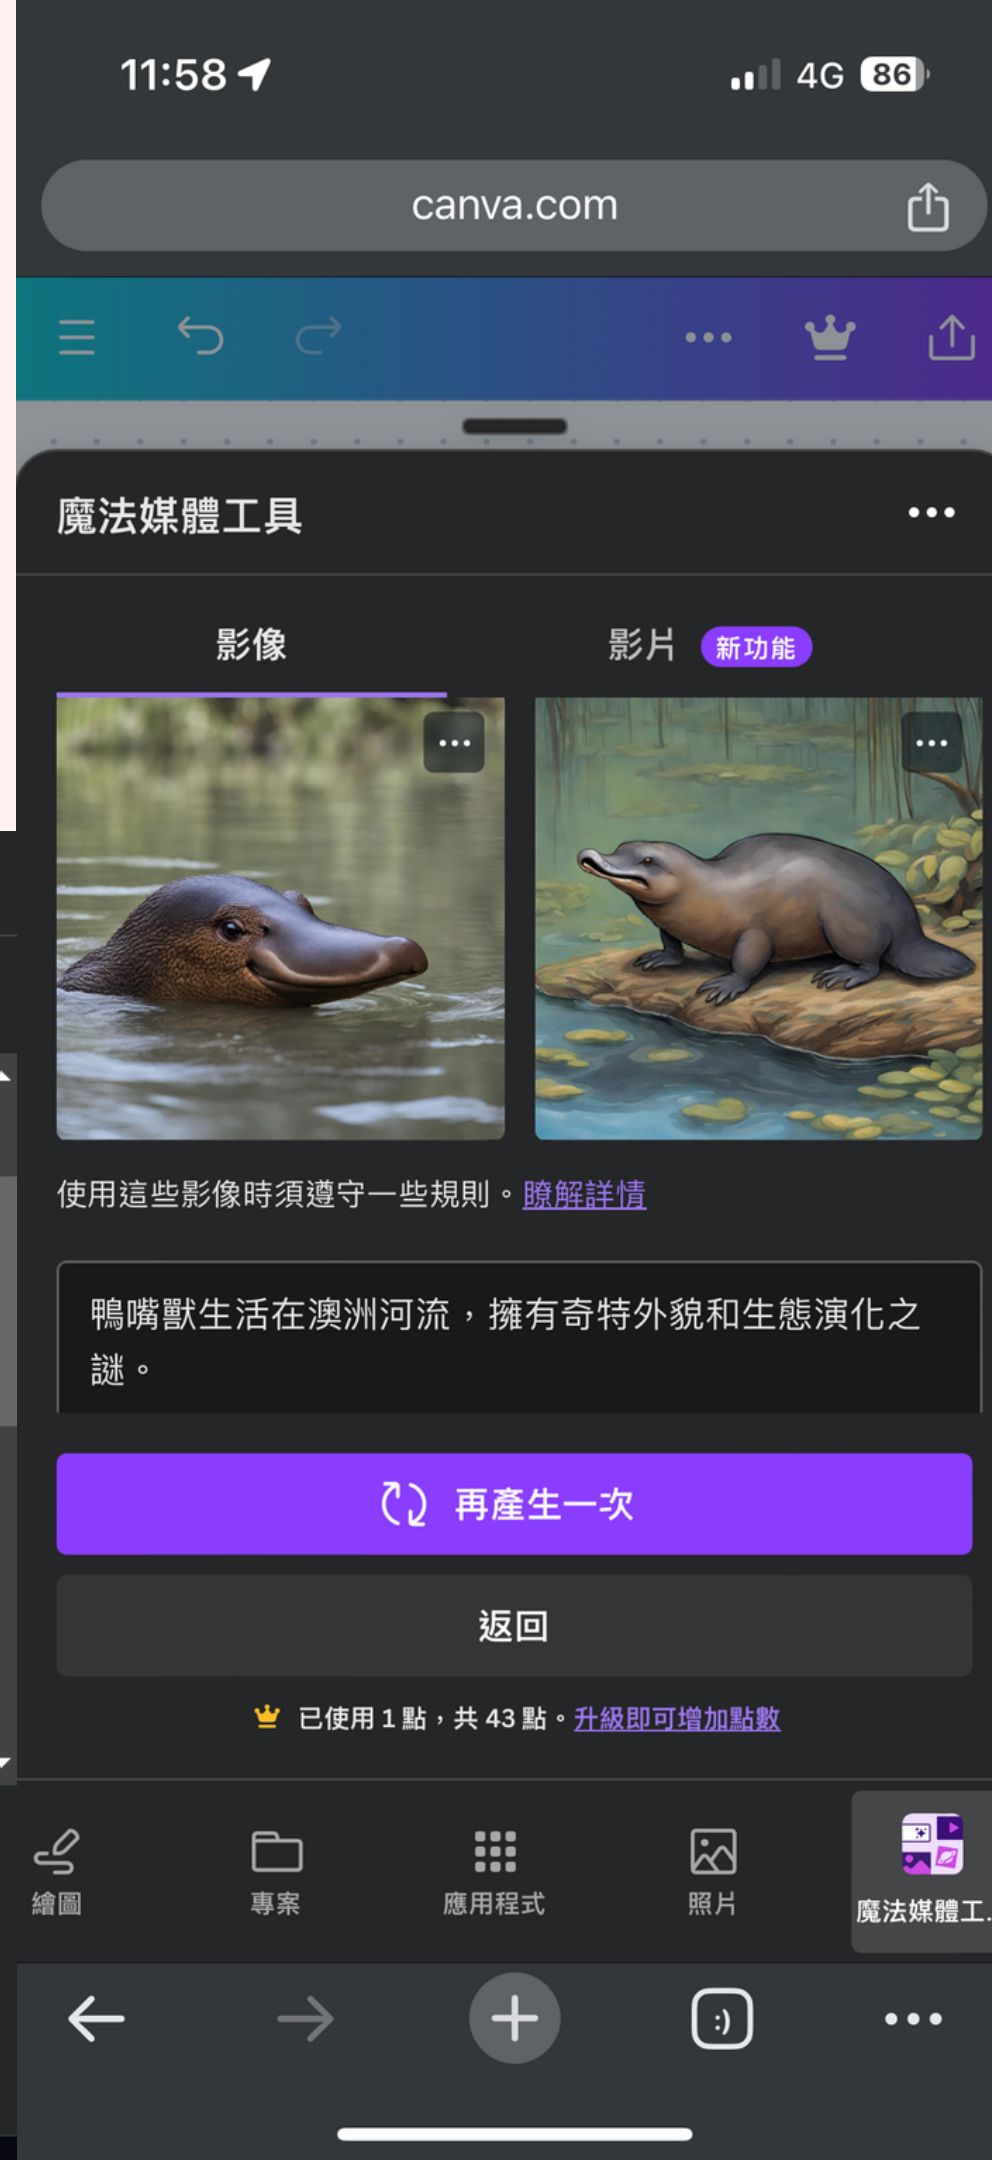 11:58
4G 86
canva.com
魔法媒體工具
影像
影片 新功能
使用這些影像時須遵守一些規則。瞭解詳情
鴨嘴獸生活在澳洲河流，擁有奇特外貌和生態演化之
謎。
再產生一次
返回
已使用 1 點，共 43 點。升級即可增加點數
繪圖
專案
應用程式
照片
魔法媒體工...
:)